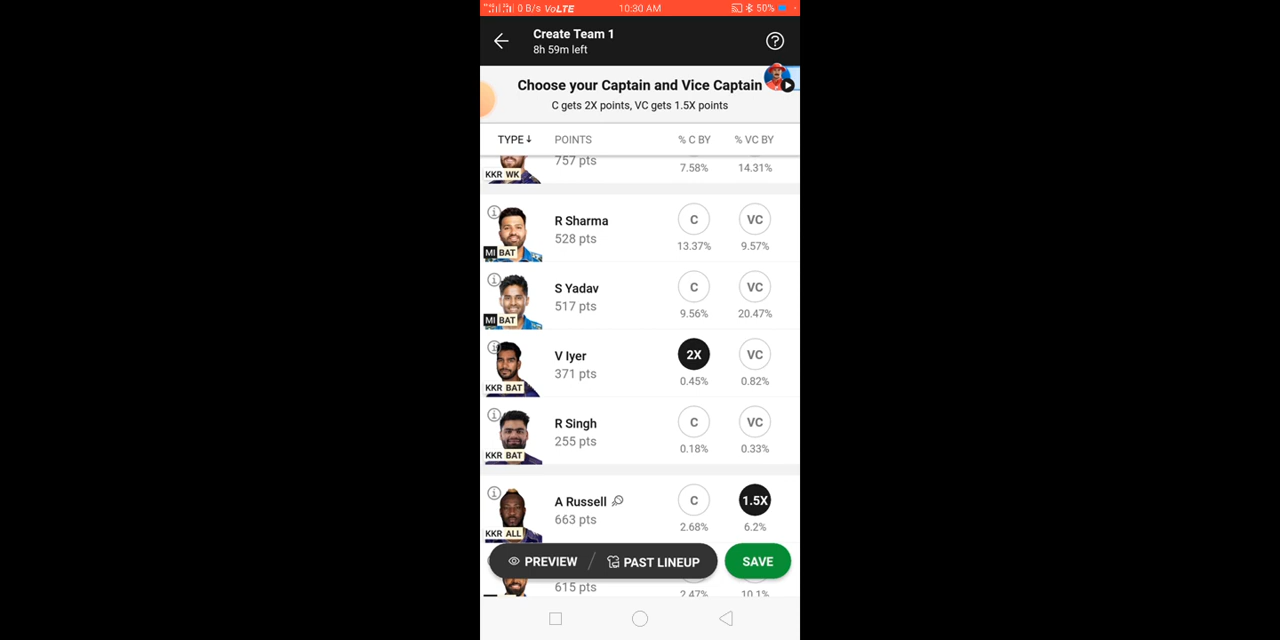 0 B/s VoLTE 10:30 AM 50%
Create Team 1
8h 59m left
Choose your Captain and Vice Captain
C gets 2X points, VC gets 1.5X points
TYPE↓ POINTS % C BY % VC BY
757 pts
KKR WK 7.58% 14.31%
R Sharma C VC
528 pts
MI BAT 13.37% 9.57%
S Yadav C VC
517 pts
MI BAT 9.56% 20.47%
V Iyer 2X VC
371 pts
KKR BAT 0.45% 0.82%
R Singh C VC
255 pts
KKR BAT 0.18% 0.33%
A Russell C 1.5X
663 pts
KKR ALL 2.68% 6.2%
PREVIEW / PAST LINEUP SAVE
615 pts
2.47% 10.1%